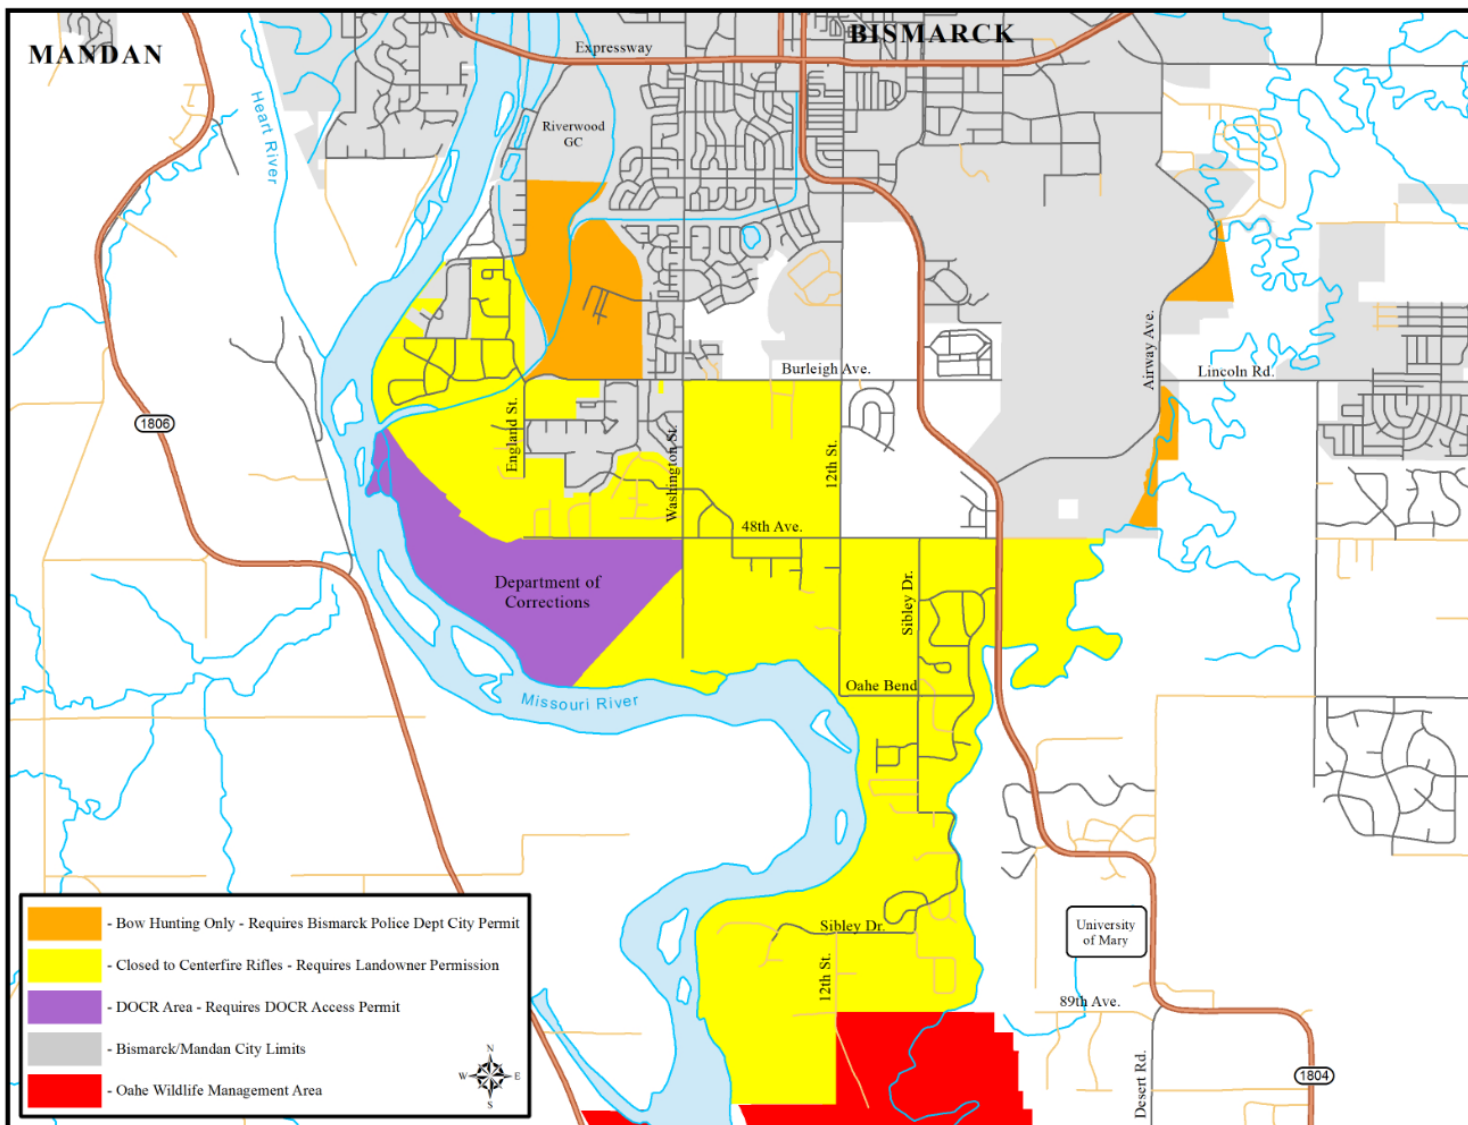 MANDAN
BISMARCK
Expressway
Heart River
Riverwood
GC
Airway Ave.
Burleigh Ave.
Lincoln Rd.
1806
England St.
Washington St.
12th St.
48th Ave.
Department of
Corrections
Sibley Dr.
Oahe Bend
Missouri River
- Bow Hunting Only - Requires Bismarck Police Dept City Permit
- Closed to Centerfire Rifles - Requires Landowner Permission
- DOCR Area - Requires DOCR Access Permit
- Bismarck/Mandan City Limits
- Oahe Wildlife Management Area
N
W E
S
Sibley Dr.
12th St.
University
of Mary
89th Ave.
Desert Rd.
1804